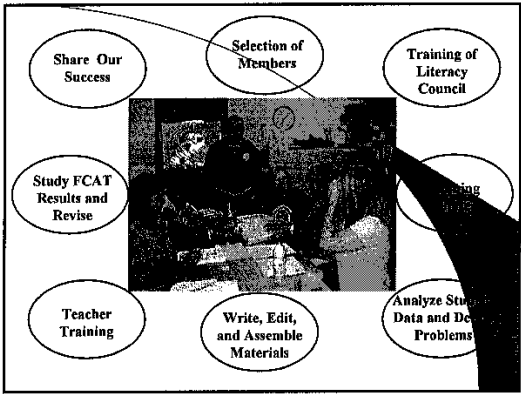 Share Our
Success
Selection of
Members
Training of
Literacy
Council
Study FCAT
Results and
Revise
Teacher
Training
Write, Edit,
and Assemble
Materials
Analyze
Data and
Problems